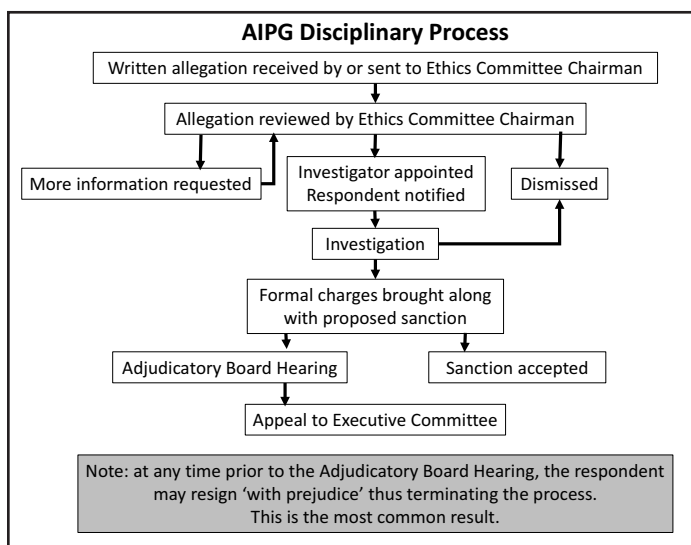 AIPG Disciplinary Process
Written allegation received by or sent to Ethics Committee Chairman
Allegation reviewed by Ethics Committee Chairman
More information requested
Investigator appointed
Respondent notified
Dismissed
Investigation
Formal charges brought along
with proposed sanction
Adjudicatory Board Hearing
Sanction accepted
Appeal to Executive Committee
Note: at any time prior to the Adjudicatory Board Hearing, the respondent
may resign ‘with prejudice’ thus terminating the process.
This is the most common result.